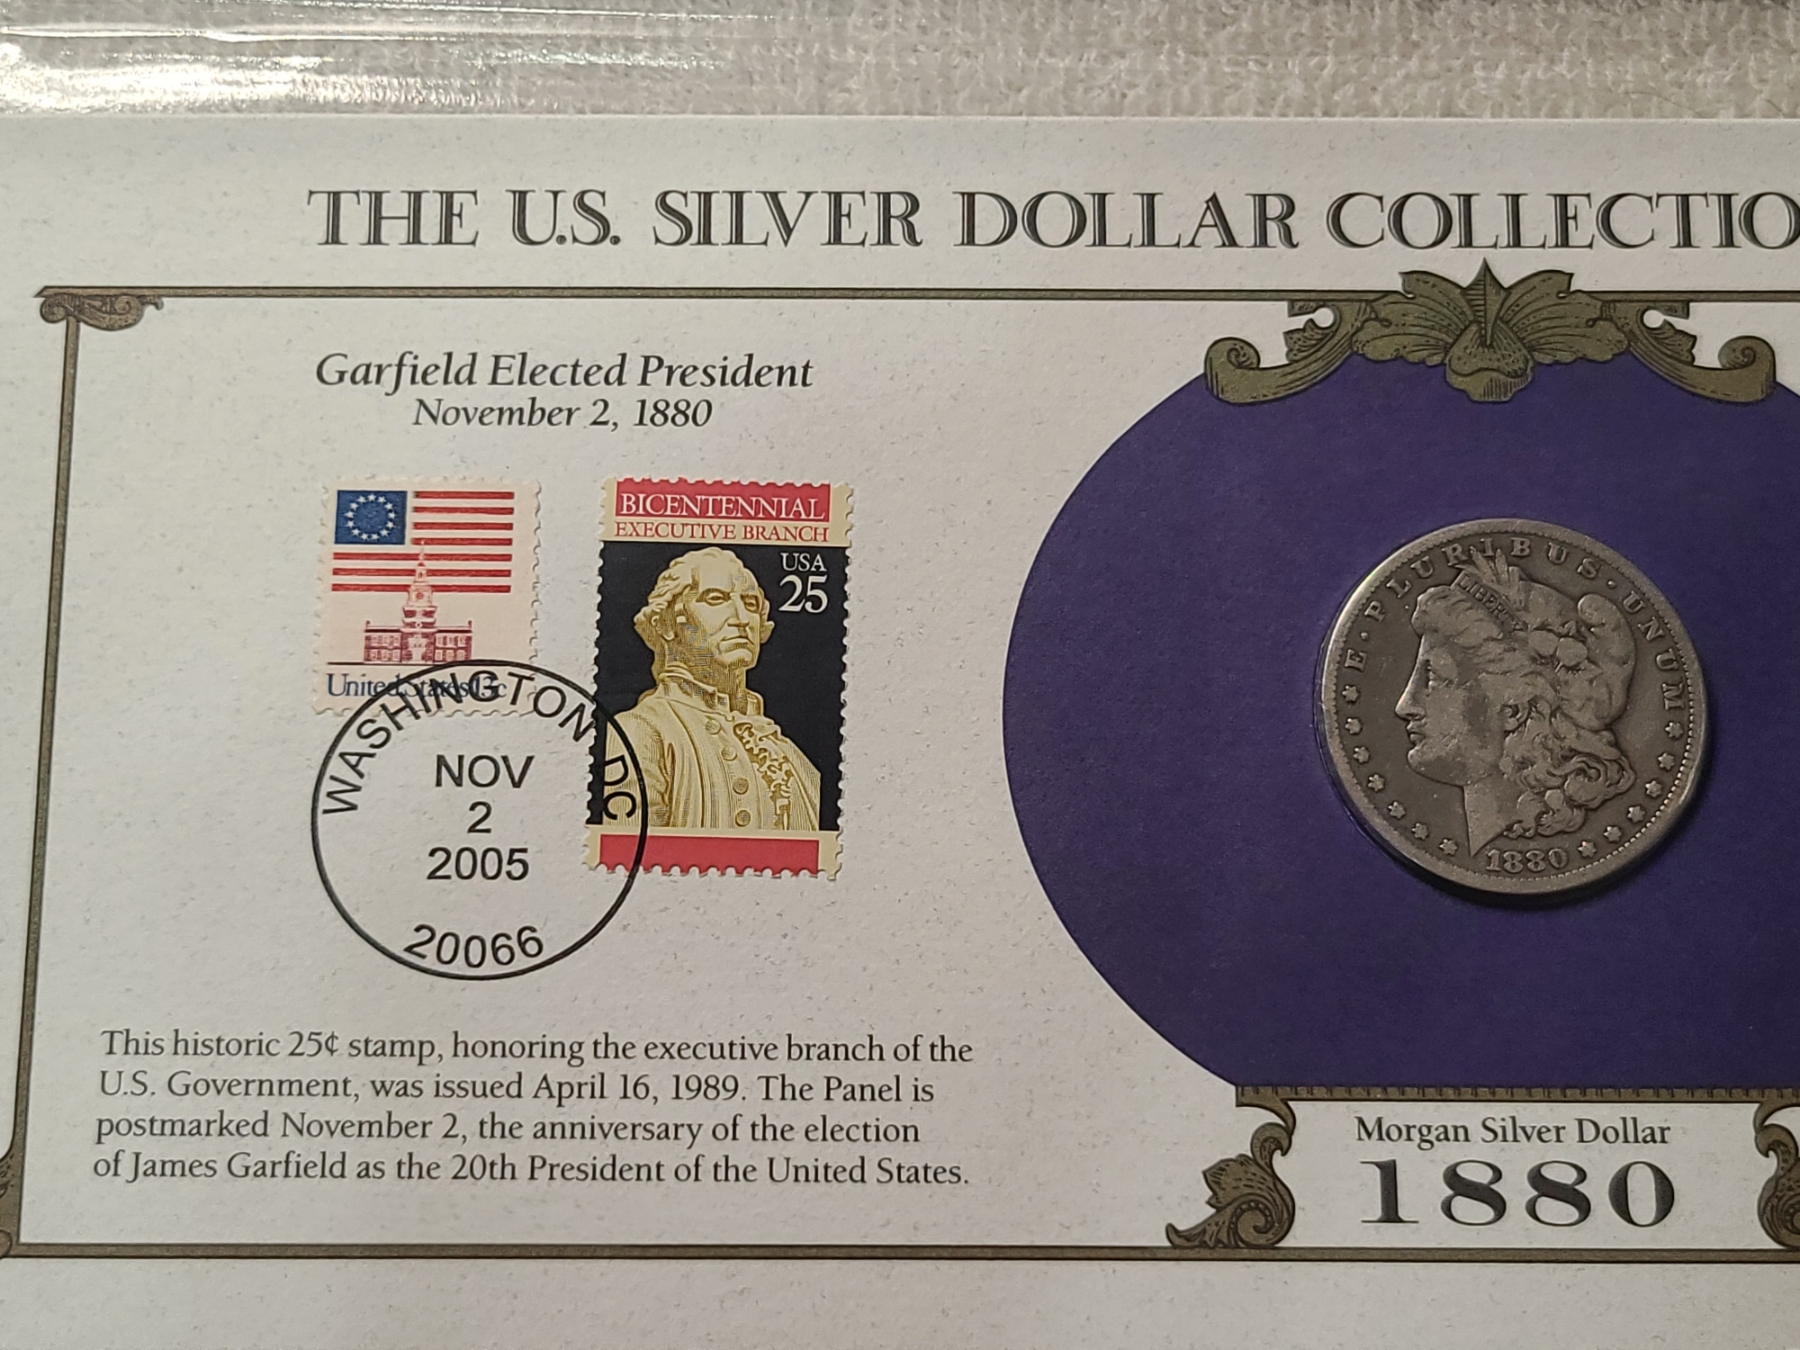 THE U.S. SILVER DOLLAR COLLECTIO
Garfield Elected President
November 2, 1880
BICENTENNIAL
EXECUTIVE BRANCH
USA
25
United States 13c
WASHINGTON DC
NOV
2
2005
20066
This historic 25¢ stamp, honoring the executive branch of the
U.S. Government, was issued April 16, 1989. The Panel is
postmarked November 2, the anniversary of the election
of James Garfield as the 20th President of the United States.
E · PLURIBUS · UNUM
LIBERTY
1880
Morgan Silver Dollar
1880